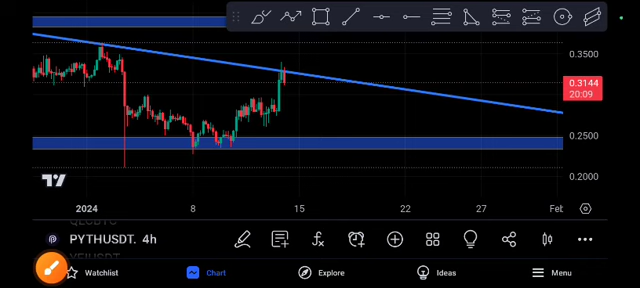 0.3500
0.3144
20:09
0.2500
0.2000
2024
8
15
22
27
Fet
PYTHUSDT. 4h
Watchlist
Chart
Explore
Ideas
Menu